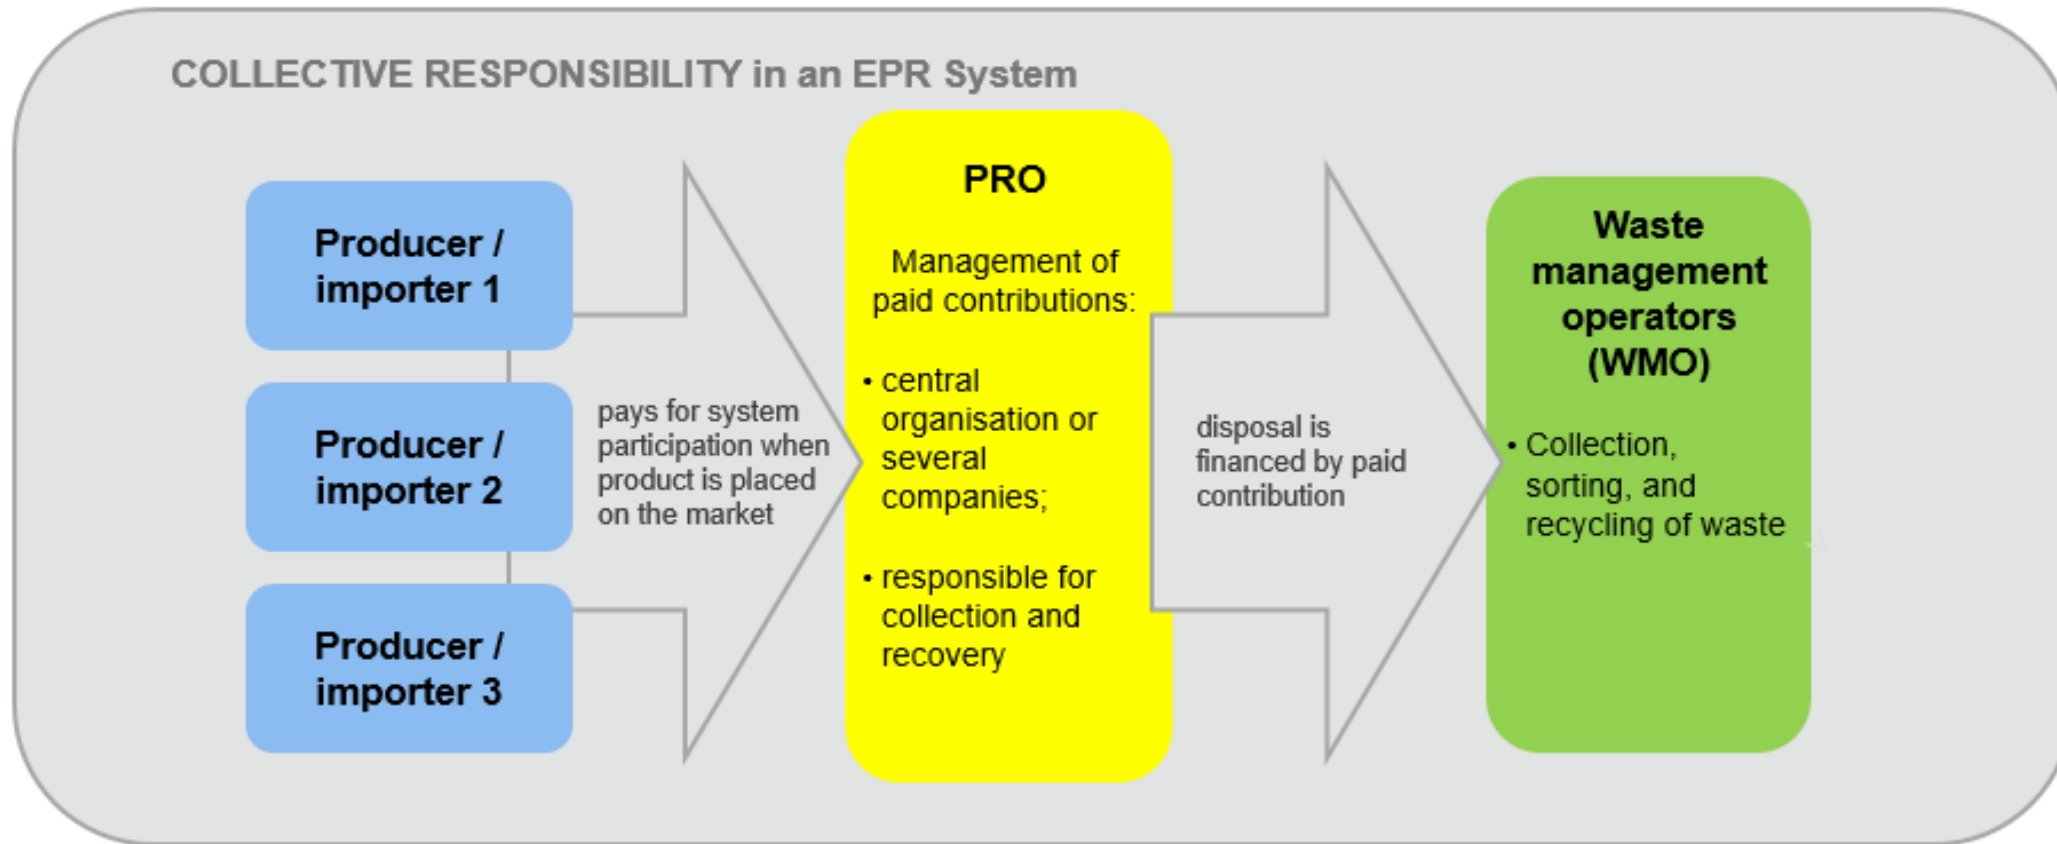 COLLECTIVE RESPONSIBILITY in an EPR System
Producer /
importer 1
Producer /
importer 2
Producer /
importer 3
pays for system
participation when
product is placed
on the market
PRO
Management of
paid contributions:
• central
organisation or
several
companies;
• responsible for
collection and
recovery
disposal is
financed by paid
contribution
Waste
management
operators
(WMO)
• Collection,
sorting, and
recycling of waste